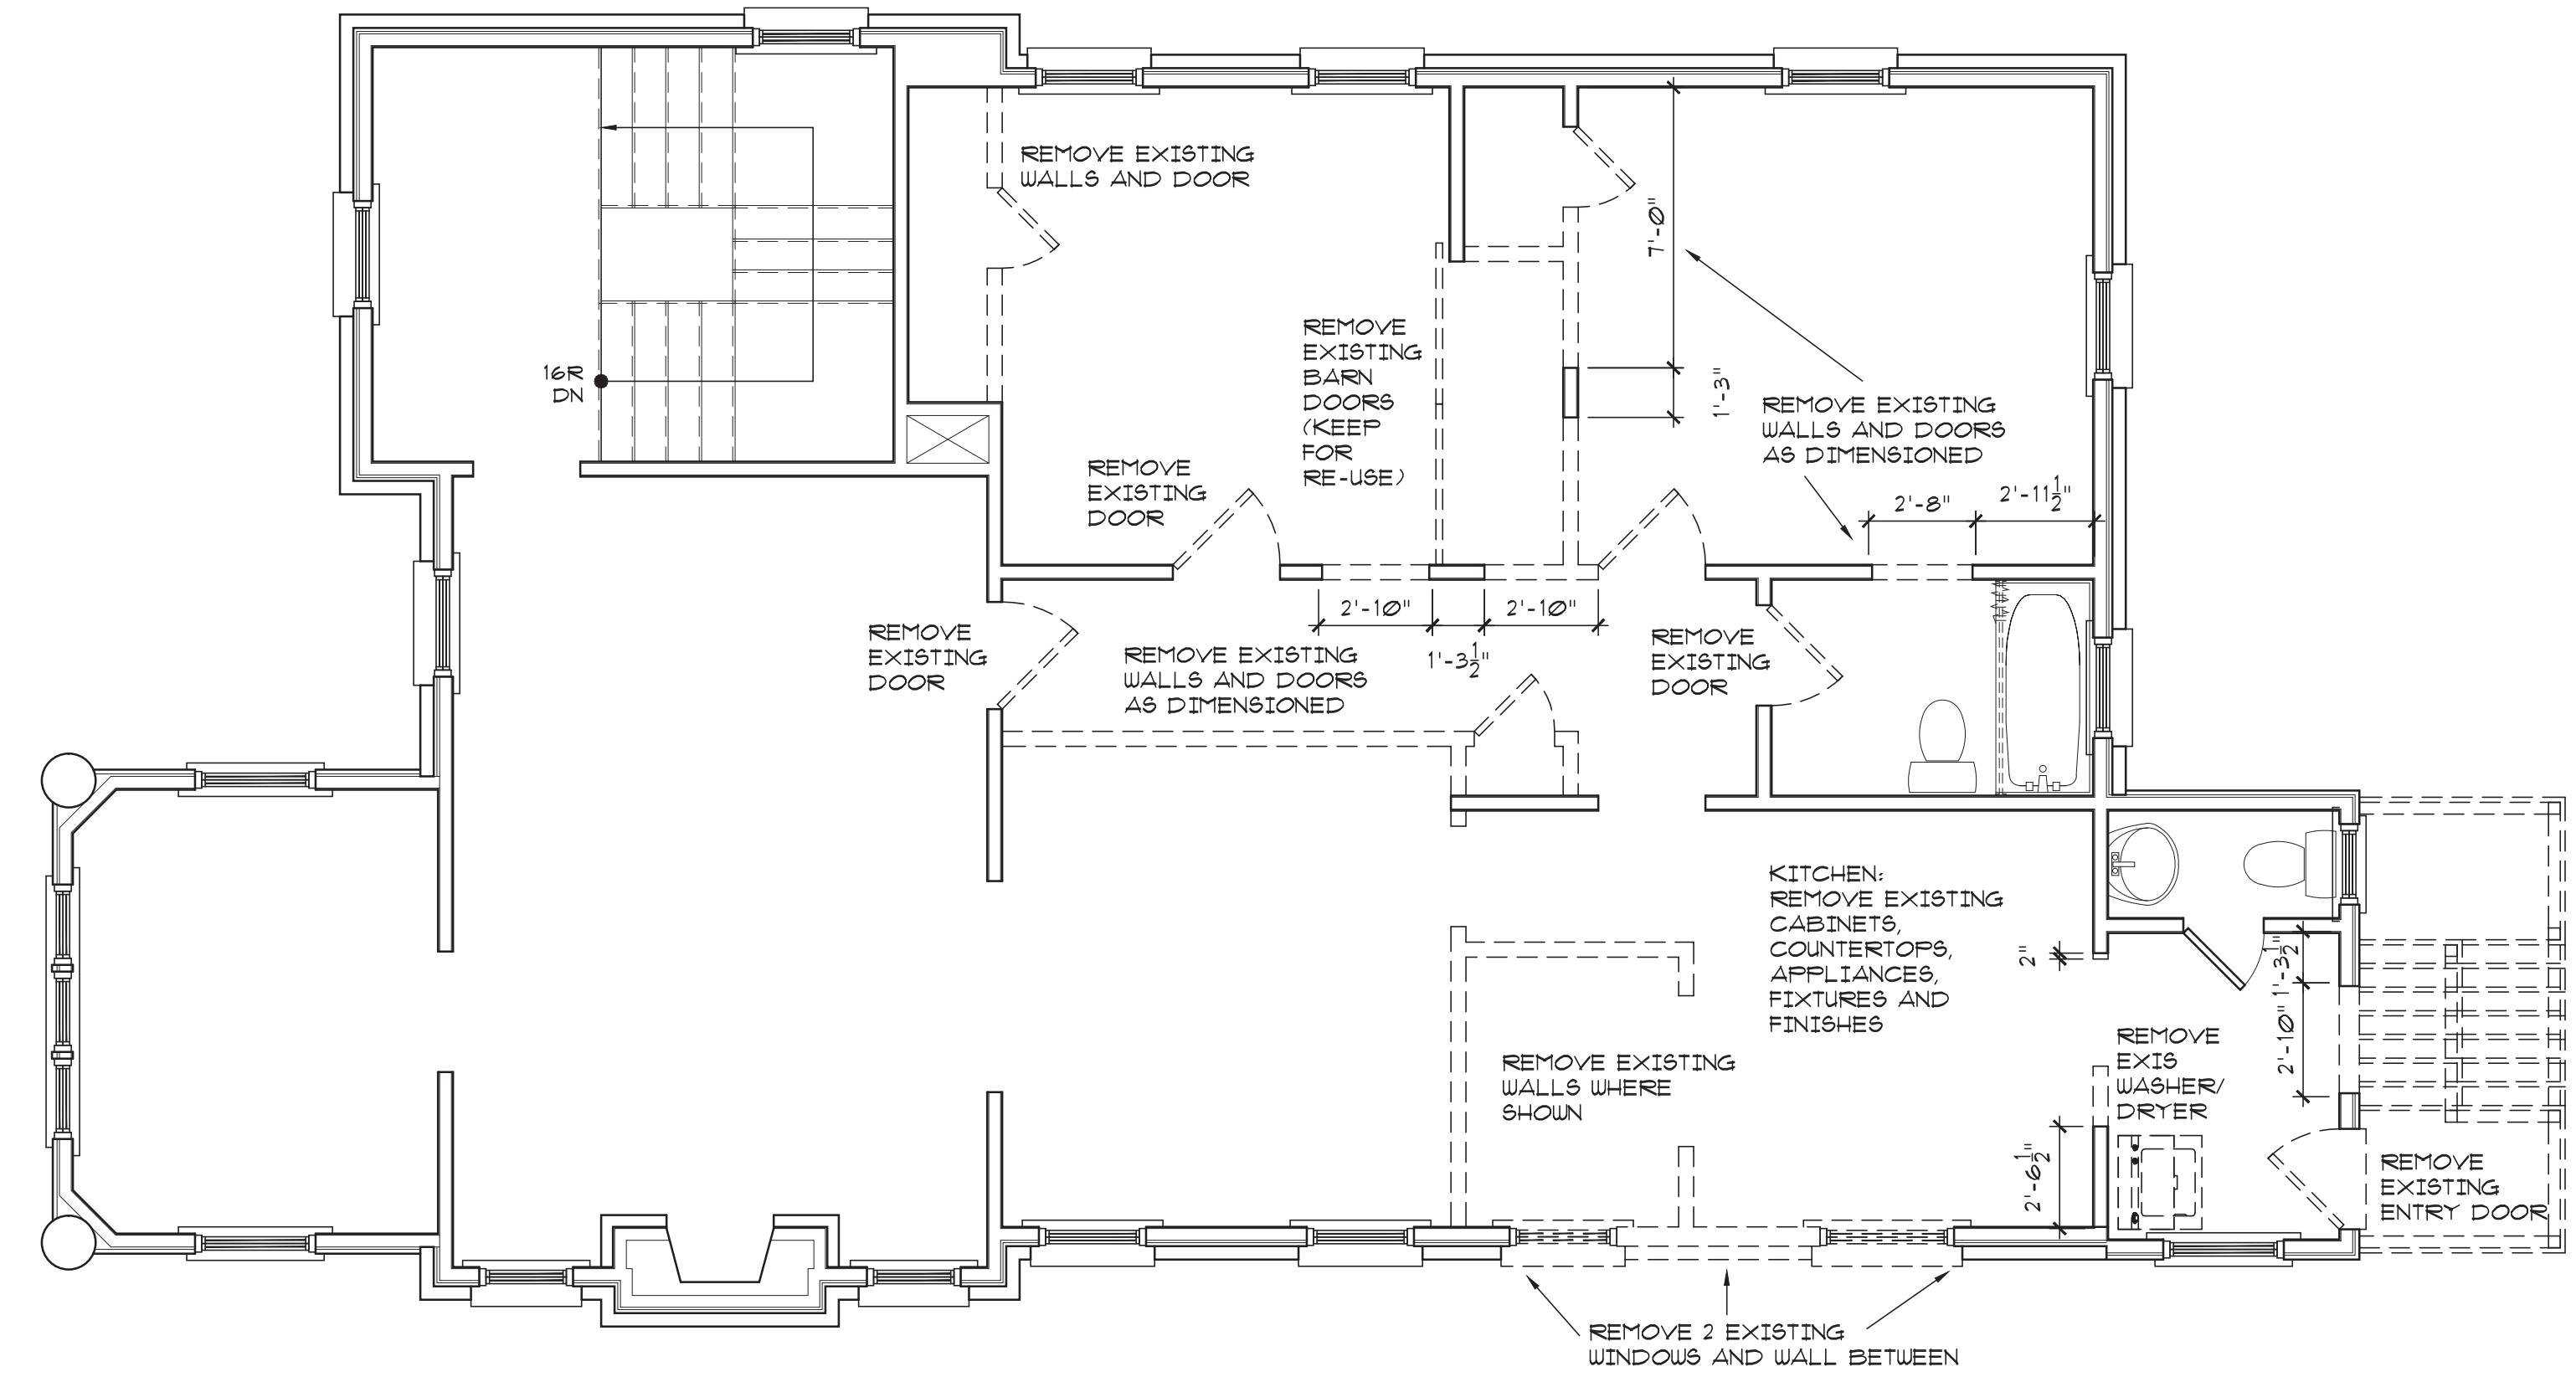 REMOVE EXISTING
WALLS AND DOOR
7'-0"
REMOVE
EXISTING
BARN
DOORS
(KEEP
FOR
RE-USE)
16R
DN
1'-3"
REMOVE EXISTING
WALLS AND DOORS
AS DIMENSIONED
REMOVE
EXISTING
DOOR
2'-8"
2'-11 1/2"
2'-10"
2'-10"
1'-3 1/2"
REMOVE
EXISTING
DOOR
REMOVE EXISTING
WALLS AND DOORS
AS DIMENSIONED
REMOVE
EXISTING
DOOR
KITCHEN:
REMOVE EXISTING
CABINETS,
COUNTERTOPS,
APPLIANCES,
FIXTURES AND
FINISHES
2"
1'-3 1/2"
2'-10"
REMOVE EXISTING
WALLS WHERE
SHOWN
REMOVE
EXIS
WASHER/
DRYER
2'-6 1/2"
REMOVE
EXISTING
ENTRY DOOR
REMOVE 2 EXISTING
WINDOWS AND WALL BETWEEN